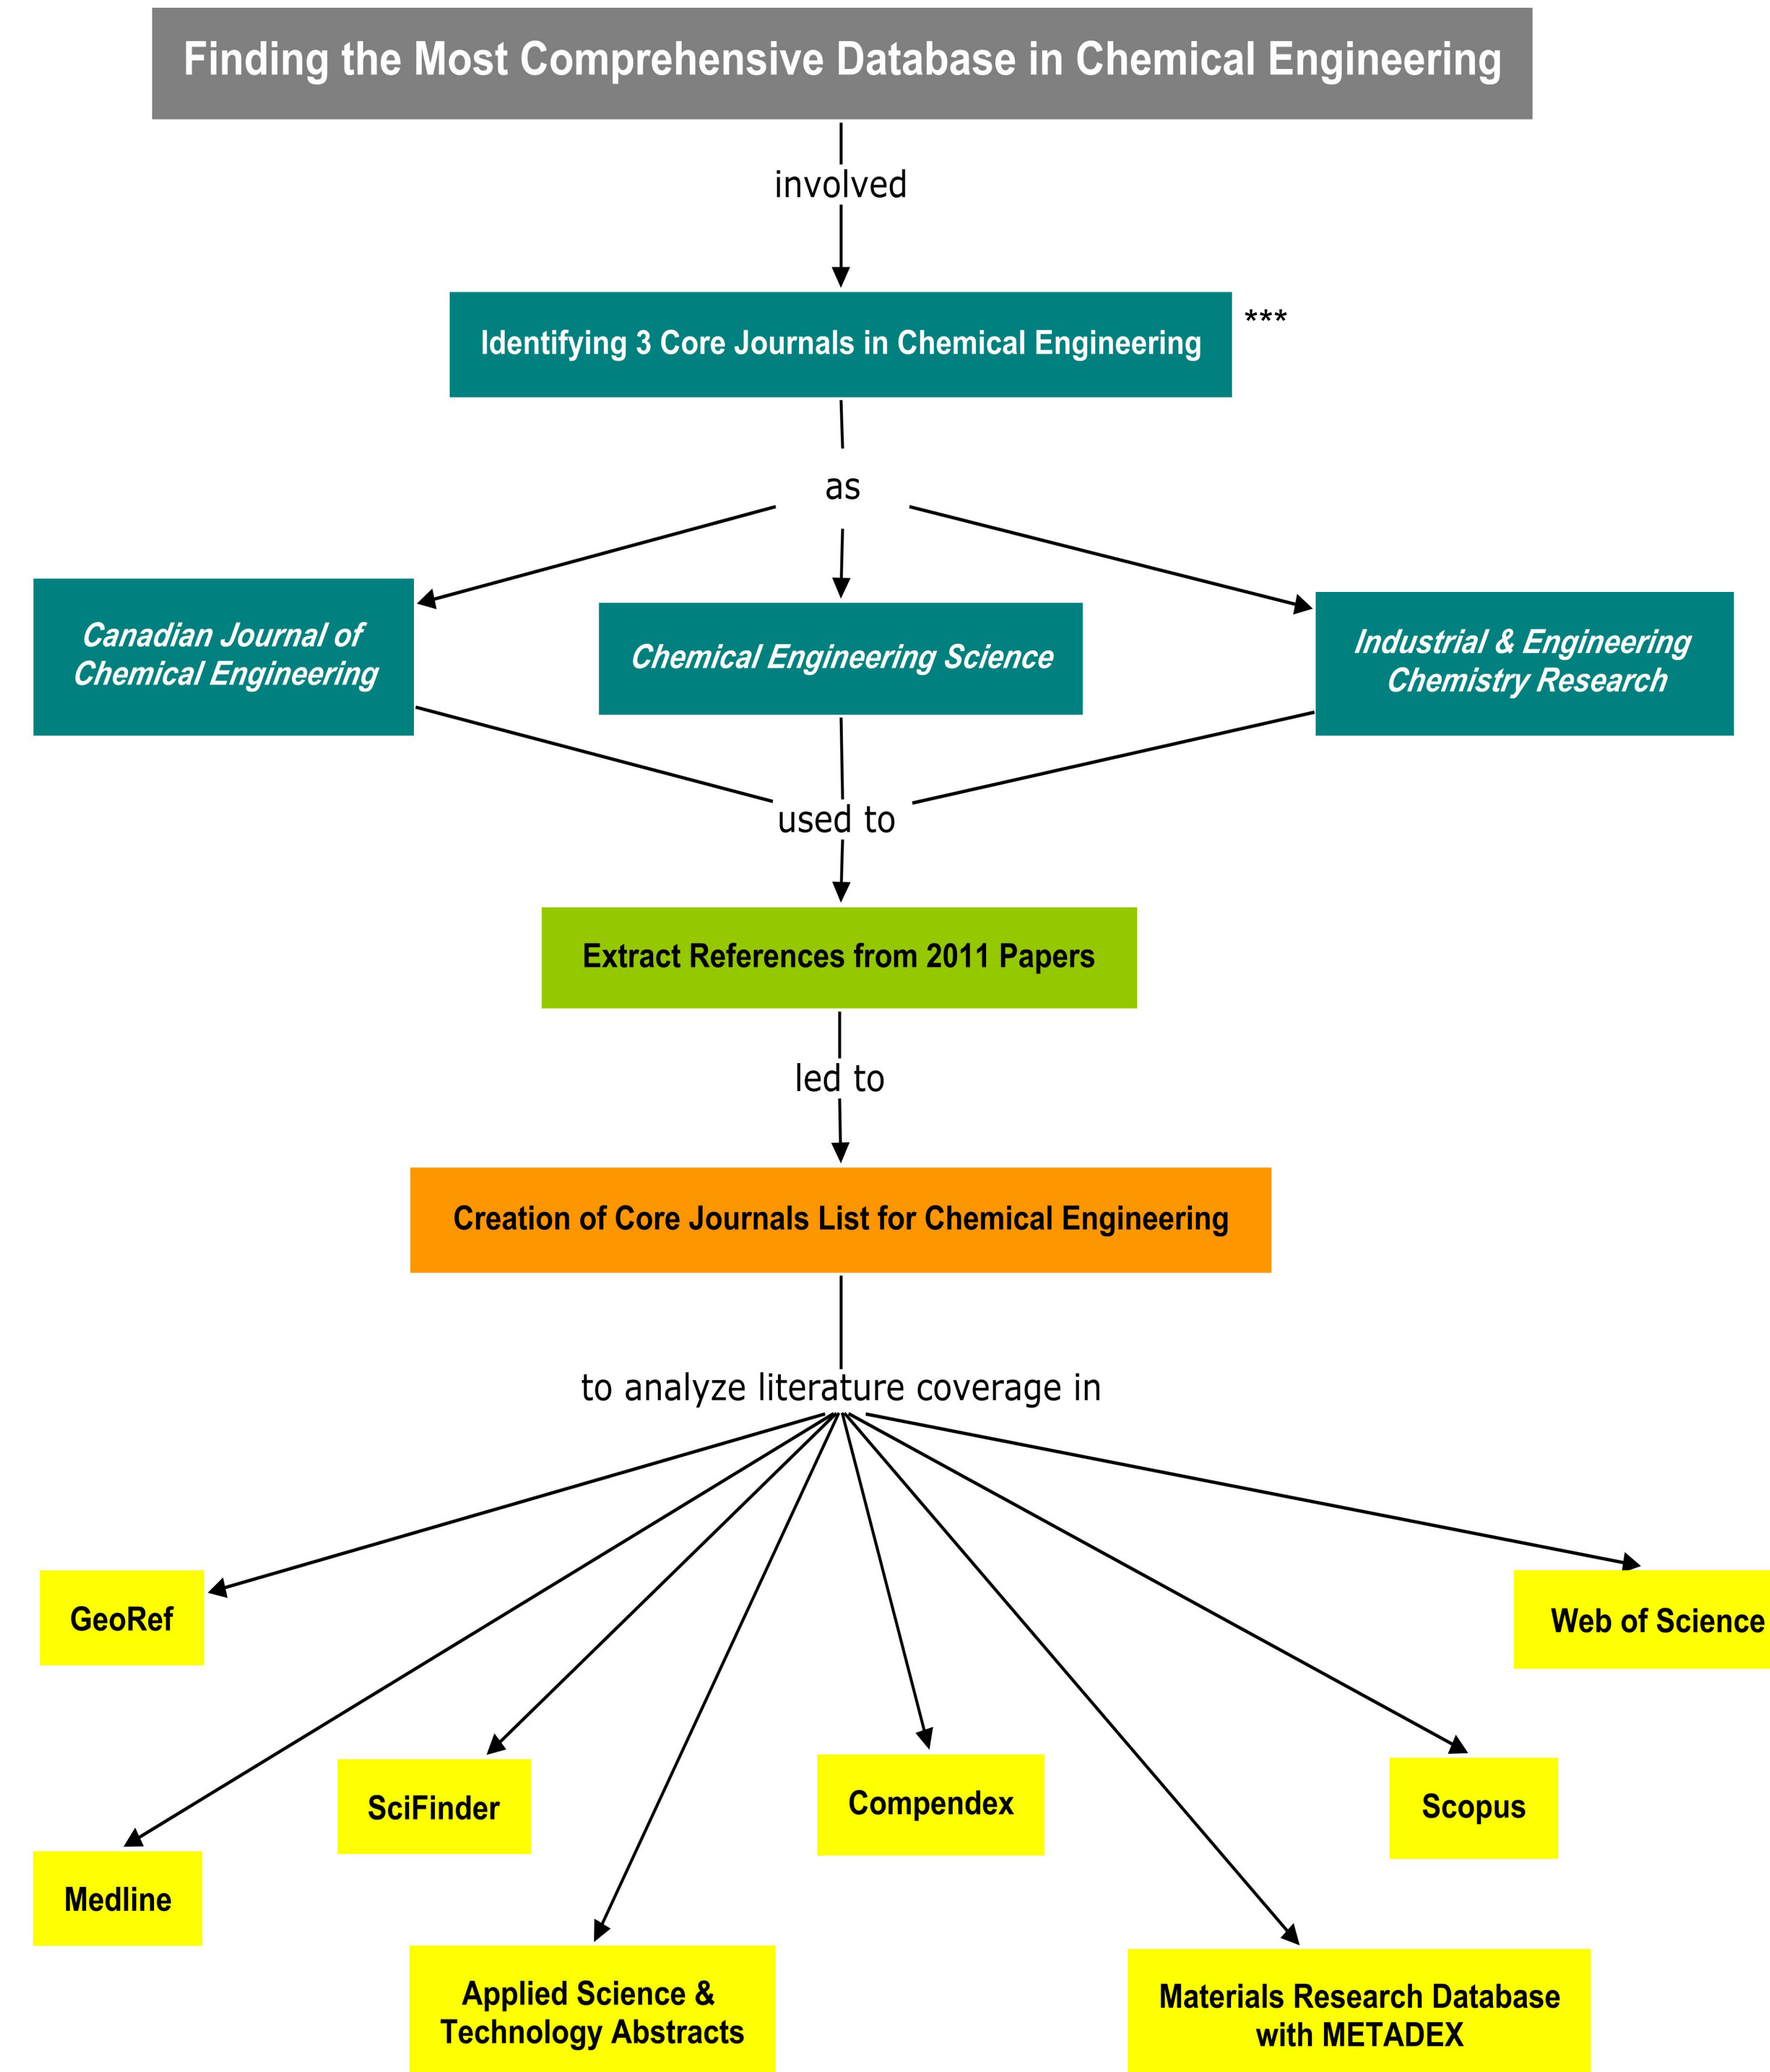 Finding the Most Comprehensive Database in Chemical Engineering
involved
Identifying 3 Core Journals in Chemical Engineering
***
as
Canadian Journal of
Chemical Engineering
Chemical Engineering Science
Industrial & Engineering
Chemistry Research
used to
Extract References from 2011 Papers
led to
Creation of Core Journals List for Chemical Engineering
to analyze literature coverage in
GeoRef
Web of Science
SciFinder
Compendex
Scopus
Medline
Applied Science &
Technology Abstracts
Materials Research Database
with METADEX